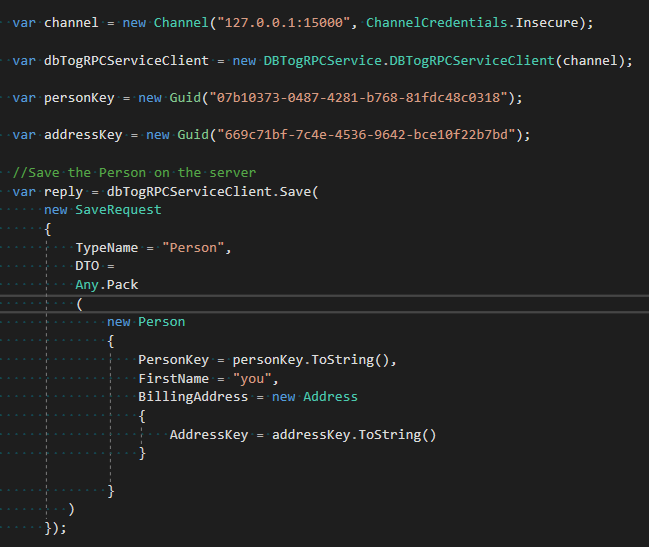 var channel = new Channel("127.0.0.1:15000", ChannelCredentials.Insecure);
var dbTogRPCServiceClient = new DBTogRPCService.DBTogRPCServiceClient(channel);
var personKey = new Guid("07b10373-0487-4281-b768-81fdc48c0318");
var addressKey = new Guid("669c71bf-7c4e-4536-9642-bce10f22b7bd");
//Save the Person on the server
var reply = dbTogRPCServiceClient.Save(
new SaveRequest
{
TypeName = "Person",
DTO =
Any.Pack
(
new Person
{
PersonKey = personKey.ToString(),
FirstName = "you",
BillingAddress = new Address
{
AddressKey = addressKey.ToString()
}
}
)
});